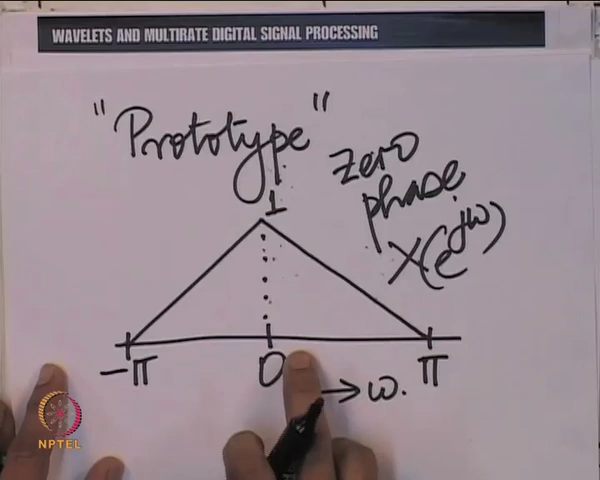 WAVELETS AND MULTIRATE DIGITAL SIGNAL PROCESSING
"Prototype"
Zero
phase
X(e^jω)
1
-π 0 π
→ ω.
NPTEL